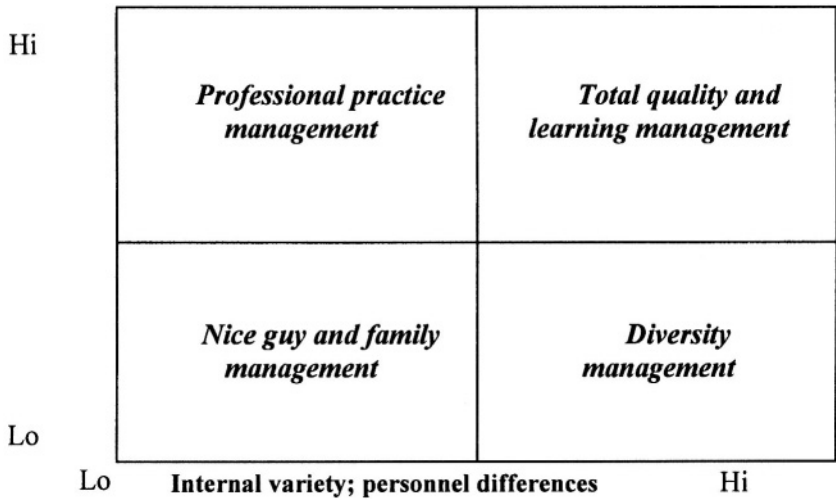 Hi
Professional practice
management
Total quality and
learning management
Nice guy and family
management
Diversity
management
Lo
Lo Internal variety; personnel differences Hi